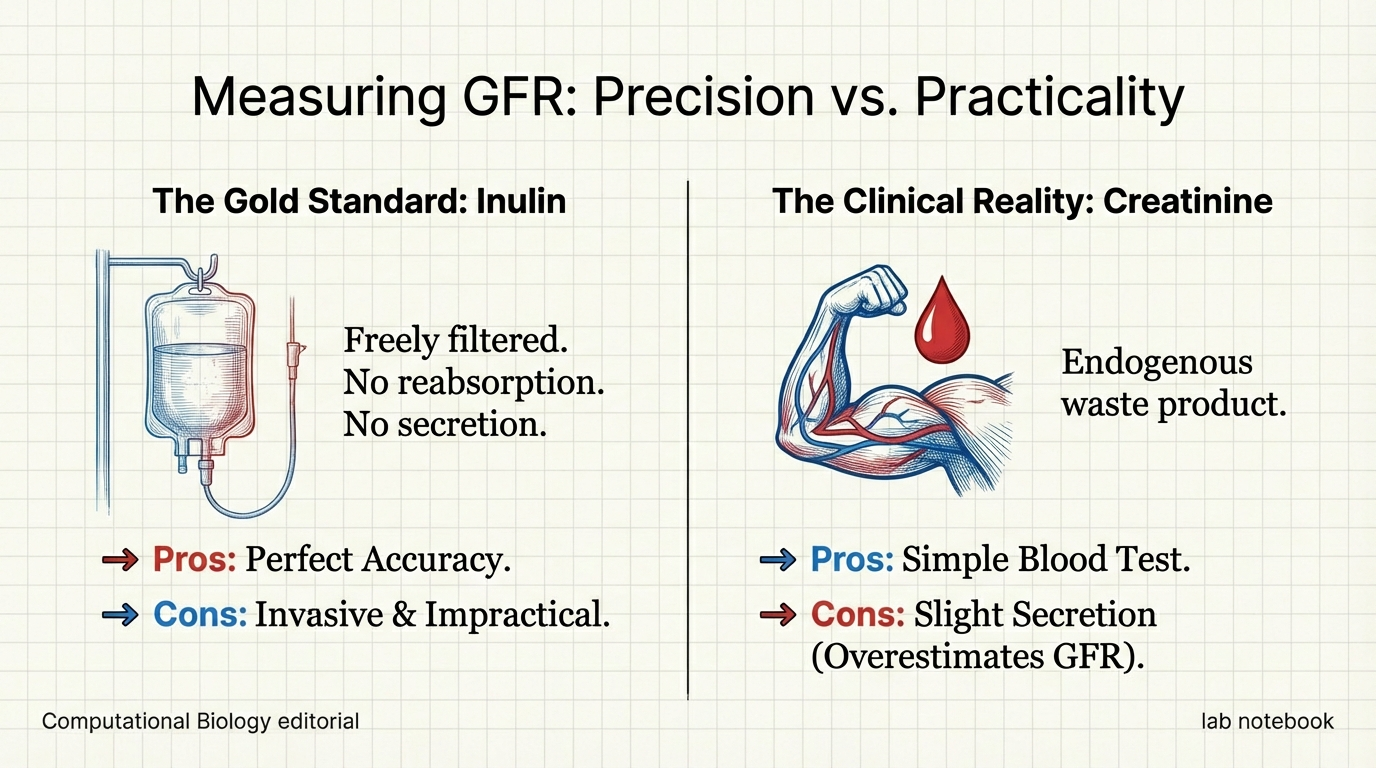 Measuring GFR: Precision vs. Practicality
The Gold Standard: Inulin
Freely filtered.
No reabsorption.
No secretion.
→ Pros: Perfect Accuracy.
→ Cons: Invasive & Impractical.
The Clinical Reality: Creatinine
Endogenous
waste product.
→ Pros: Simple Blood Test.
→ Cons: Slight Secretion
(Overestimates GFR).
Computational Biology editorial
lab notebook